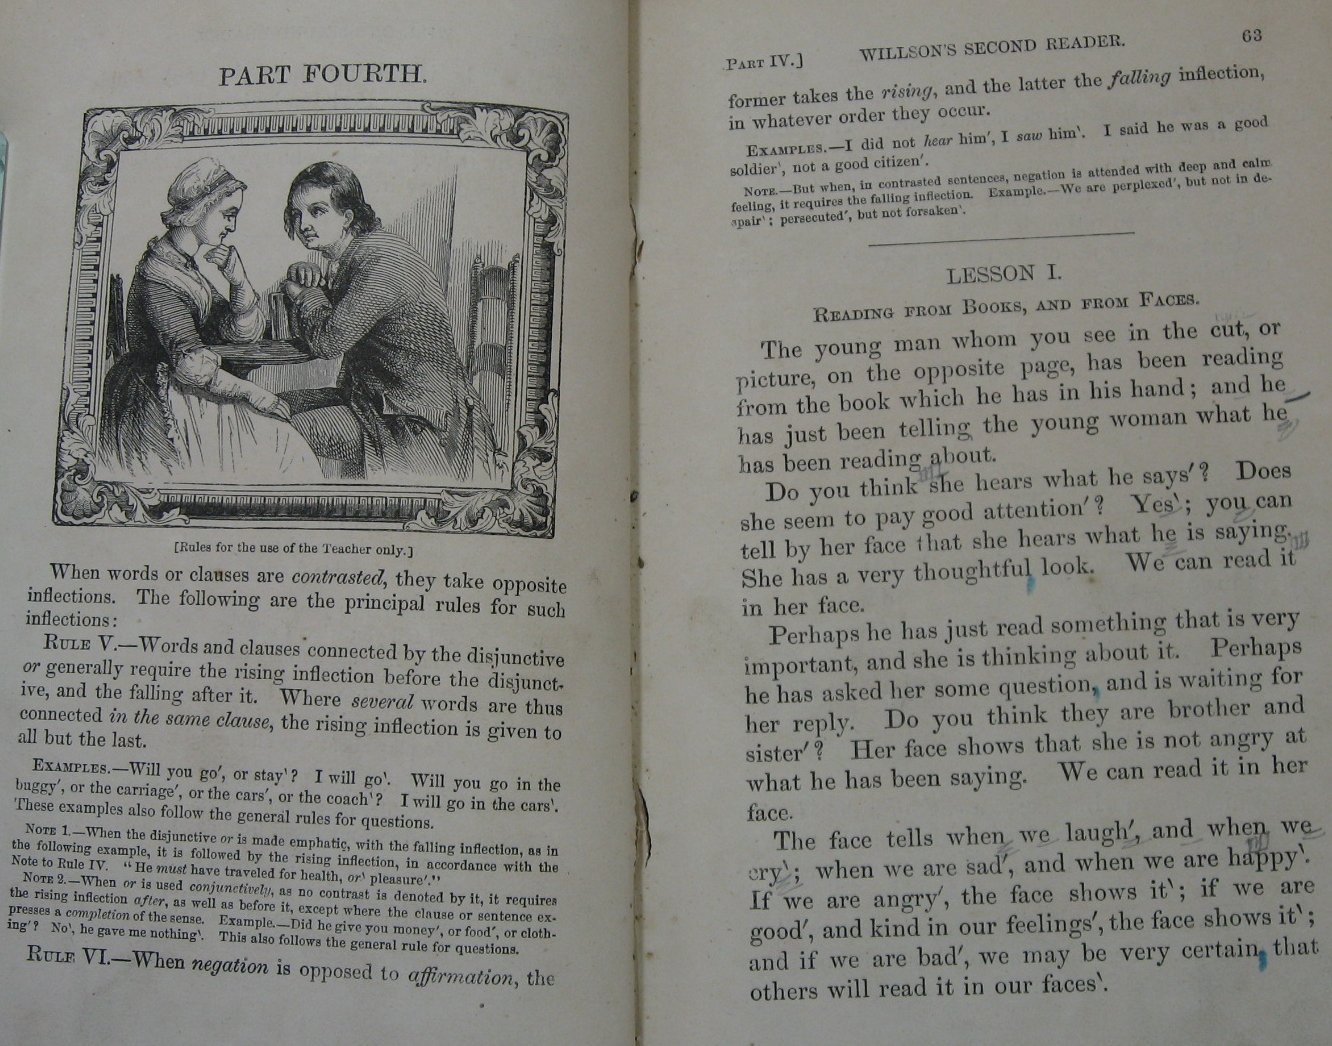 PART FOURTH.
[Rules for the use of the Teacher only.]
When words or clauses are contrasted, they take opposite
inflections. The following are the principal rules for such
inflections:
RULE V.—Words and clauses connected by the disjunctive
or generally require the rising inflection before the disjunct-
ive, and the falling after it. Where several words are thus
connected in the same clause, the rising inflection is given to
all but the last.
EXAMPLES.—Will you go′, or stay‵? I will go‵. Will you go in the
buggy′, or the carriage′, or the cars′, or the coach‵? I will go in the cars‵.
These examples also follow the general rules for questions.
NOTE 1.—When the disjunctive or is made emphatic, with the falling inflection, as in
the following example, it is followed by the rising inflection, in accordance with the
Note to Rule IV. "He must have traveled for health, or‵ pleasure′."
NOTE 2.—When or is used conjunctively, as no contrast is denoted by it, it requires
the rising inflection after, as well as before it, except where the clause or sentence ex-
presses a completion of the sense. Example.—Did he give you money′, or food′, or cloth-
ing′? No‵, he gave me nothing‵. This also follows the general rule for questions.
RULE VI.—When negation is opposed to affirmation, the
PART IV.] WILLSON'S SECOND READER. 63
former takes the rising, and the latter the falling inflection,
in whatever order they occur.
EXAMPLES.—I did not hear him′, I saw him‵. I said he was a good
soldier‵, not a good citizen′.
NOTE.—But when, in contrasted sentences, negation is attended with deep and calm
feeling, it requires the falling inflection. Example.—We are perplexed′, but not in de-
spair‵; persecuted′, but not forsaken‵.
LESSON I.
READING FROM BOOKS, AND FROM FACES.
The young man whom you see in the cut, or
picture, on the opposite page, has been reading
from the book which he has in his hand; and he
has just been telling the young woman what he
has been reading about.
Do you think she hears what he says′? Does
she seem to pay good attention′? Yes‵; you can
tell by her face that she hears what he is saying.
She has a very thoughtful look. We can read it
in her face.
Perhaps he has just read something that is very
important, and she is thinking about it. Perhaps
he has asked her some question, and is waiting for
her reply. Do you think they are brother and
sister′? Her face shows that she is not angry at
what he has been saying. We can read it in her
face.
The face tells when we laugh′, and when we
cry‵; when we are sad′, and when we are happy‵.
If we are angry′, the face shows it‵; if we are
good′, and kind in our feelings′, the face shows it‵;
and if we are bad′, we may be very certain, that
others will read it in our faces‵.